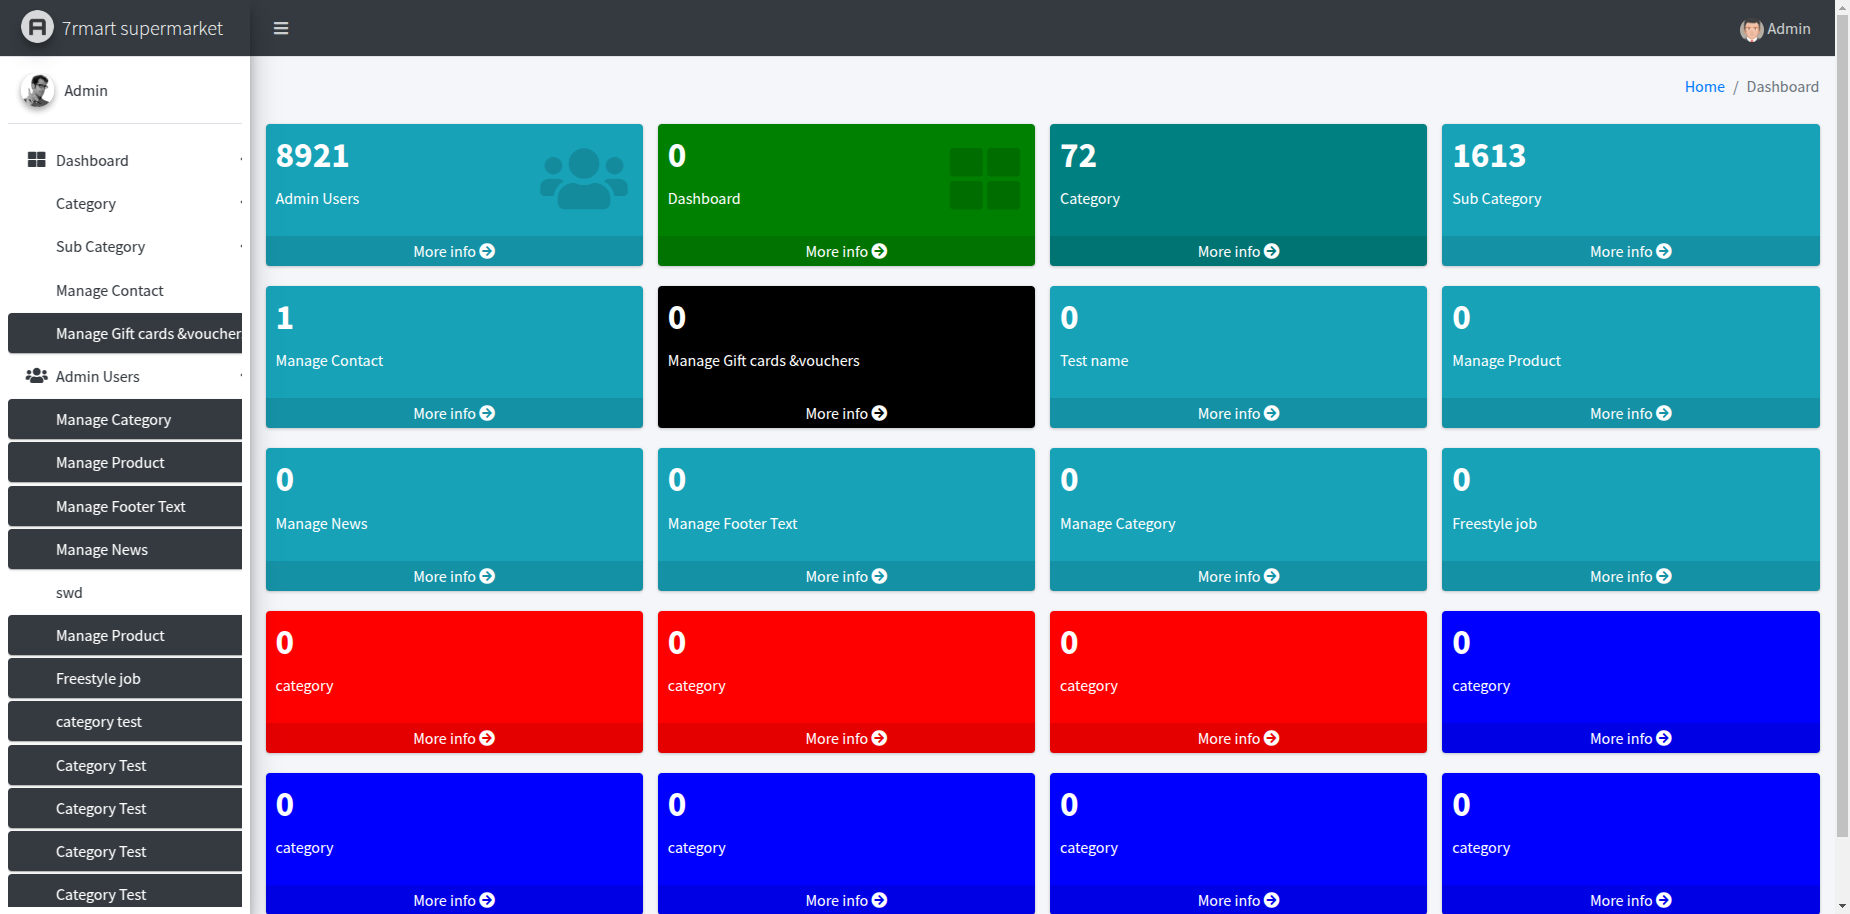 7rmart supermarket
Admin
Admin
Home / Dashboard
Dashboard
Category
Sub Category
Manage Contact
Manage Gift cards &voucher
Admin Users
Manage Category
Manage Product
Manage Footer Text
Manage News
swd
Manage Product
Freestyle job
category test
Category Test
Category Test
Category Test
Category Test
8921
Admin Users
More info
0
Dashboard
More info
72
Category
More info
1613
Sub Category
More info
1
Manage Contact
More info
0
Manage Gift cards &vouchers
More info
0
Test name
More info
0
Manage Product
More info
0
Manage News
More info
0
Manage Footer Text
More info
0
Manage Category
More info
0
Freestyle job
More info
0
category
More info
0
category
More info
0
category
More info
0
category
More info
0
category
More info
0
category
More info
0
category
More info
0
category
More info